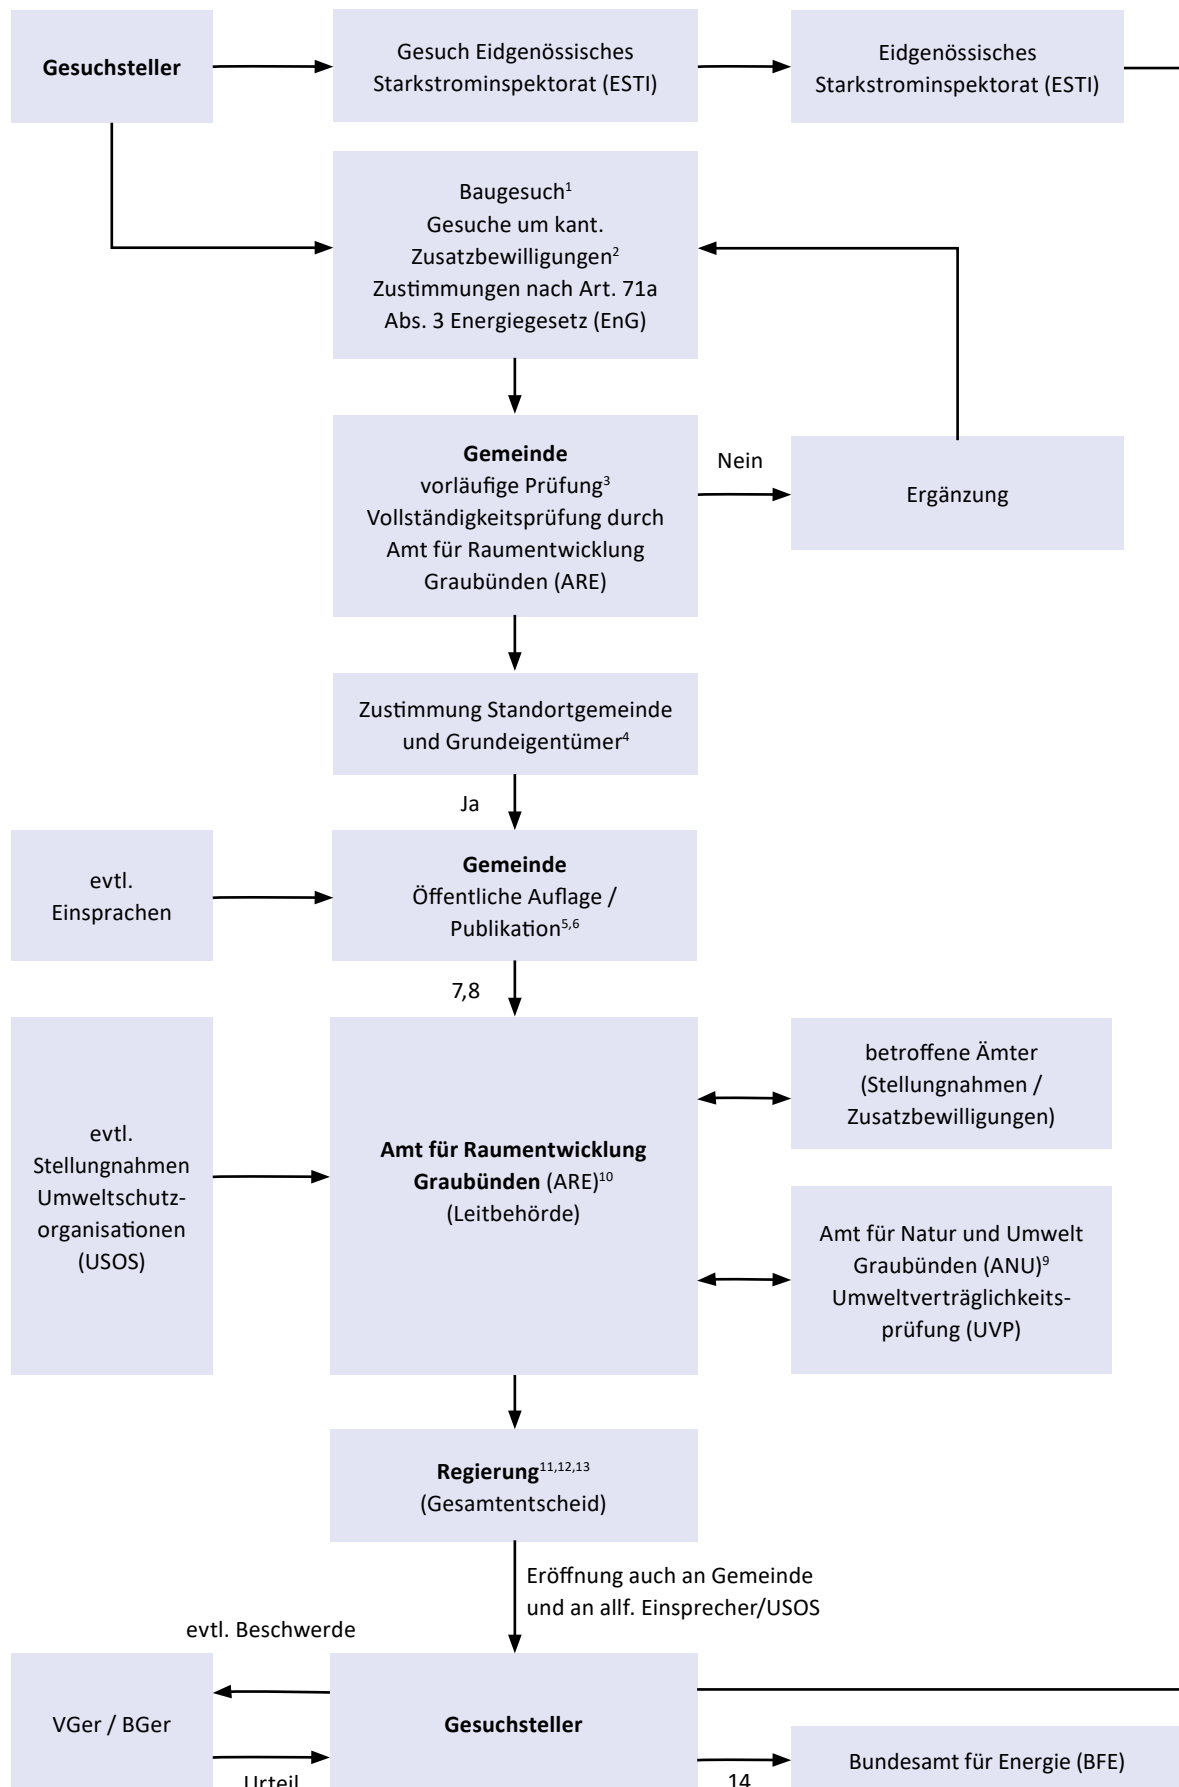 Gesuchsteller
Gesuch Eidgenössisches
Starkstrominspektorat (ESTI)
Eidgenössisches
Starkstrominspektorat (ESTI)
Baugesuch¹
Gesuche um kant.
Zusatzbewilligungen²
Zustimmungen nach Art. 71a
Abs. 3 Energiegesetz (EnG)
Gemeinde
vorläufige Prüfung³
Vollständigkeitsprüfung durch
Amt für Raumentwicklung
Graubünden (ARE)
Nein
Ergänzung
Zustimmung Standortgemeinde
und Grundeigentümer⁴
Ja
evtl.
Einsprachen
Gemeinde
Öffentliche Auflage /
Publikation⁵,⁶
7,8
evtl.
Stellungnahmen
Umweltschutz-
organisationen
(USOS)
Amt für Raumentwicklung
Graubünden (ARE)¹⁰
(Leitbehörde)
betroffene Ämter
(Stellungnahmen /
Zusatzbewilligungen)
Amt für Natur und Umwelt
Graubünden (ANU)⁹
Umweltverträglichkeits-
prüfung (UVP)
Regierung¹¹,¹²,¹³
(Gesamtentscheid)
Eröffnung auch an Gemeinde
und an allf. Einsprecher/USOS
evtl. Beschwerde
VGer / BGer
Urteil
Gesuchsteller
14
Bundesamt für Energie (BFE)